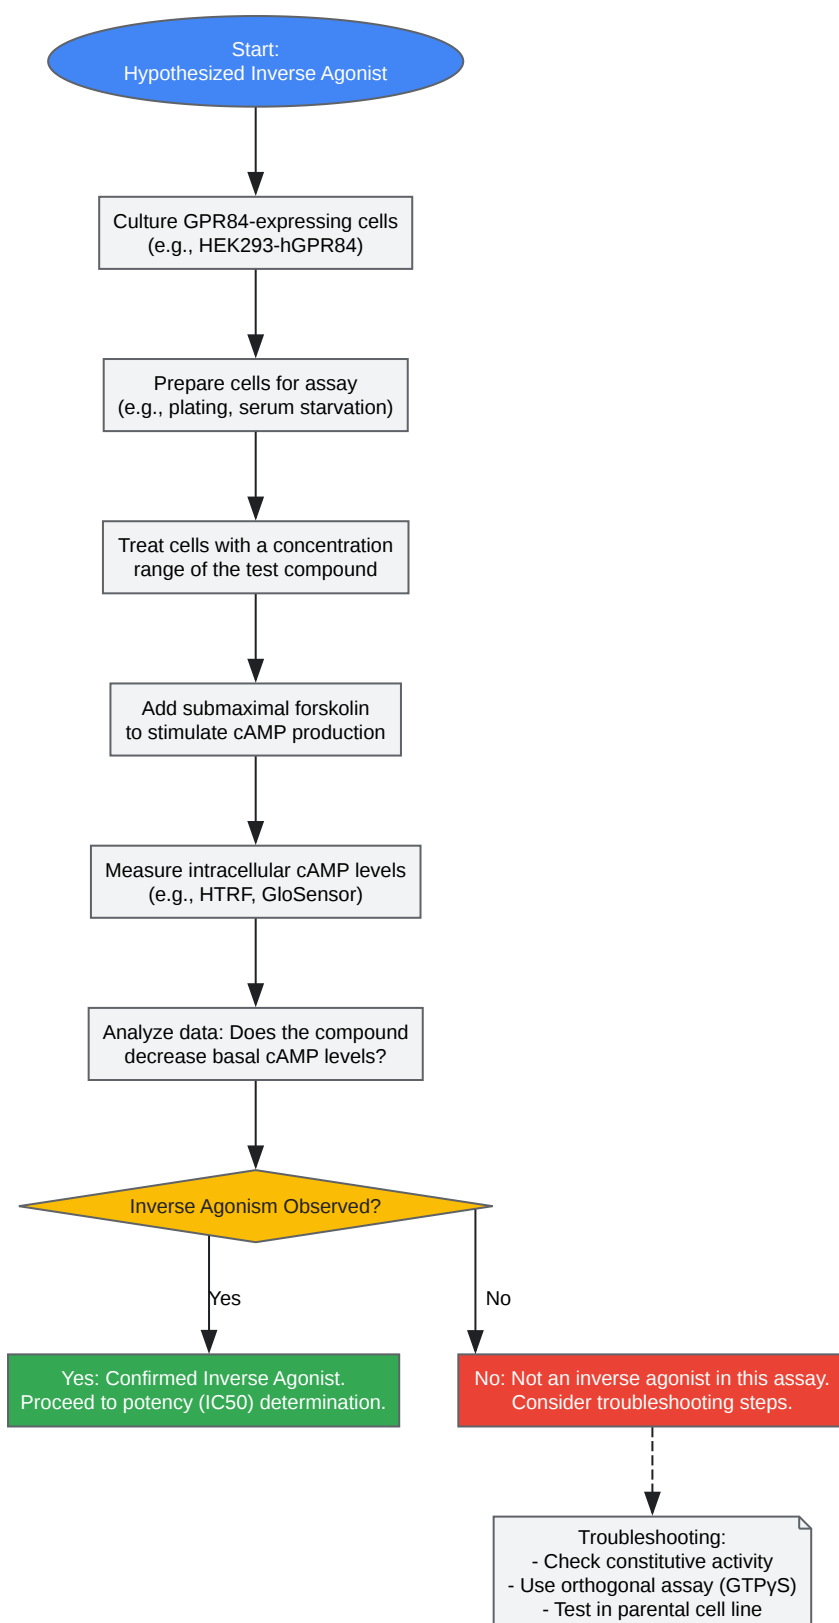 Start:
Hypothesized Inverse Agonist
Culture GPR84-expressing cells
(e.g., HEK293-hGPR84)
Prepare cells for assay
(e.g., plating, serum starvation)
Treat cells with a concentration
range of the test compound
Add submaximal forskolin
to stimulate cAMP production
Measure intracellular cAMP levels
(e.g., HTRF, GloSensor)
Analyze data: Does the compound
decrease basal cAMP levels?
Inverse Agonism Observed?
Yes
No
Yes: Confirmed Inverse Agonist.
Proceed to potency (IC50) determination.
No: Not an inverse agonist in this assay.
Consider troubleshooting steps.
Troubleshooting:
- Check constitutive activity
- Use orthogonal assay (GTPγS)
- Test in parental cell line